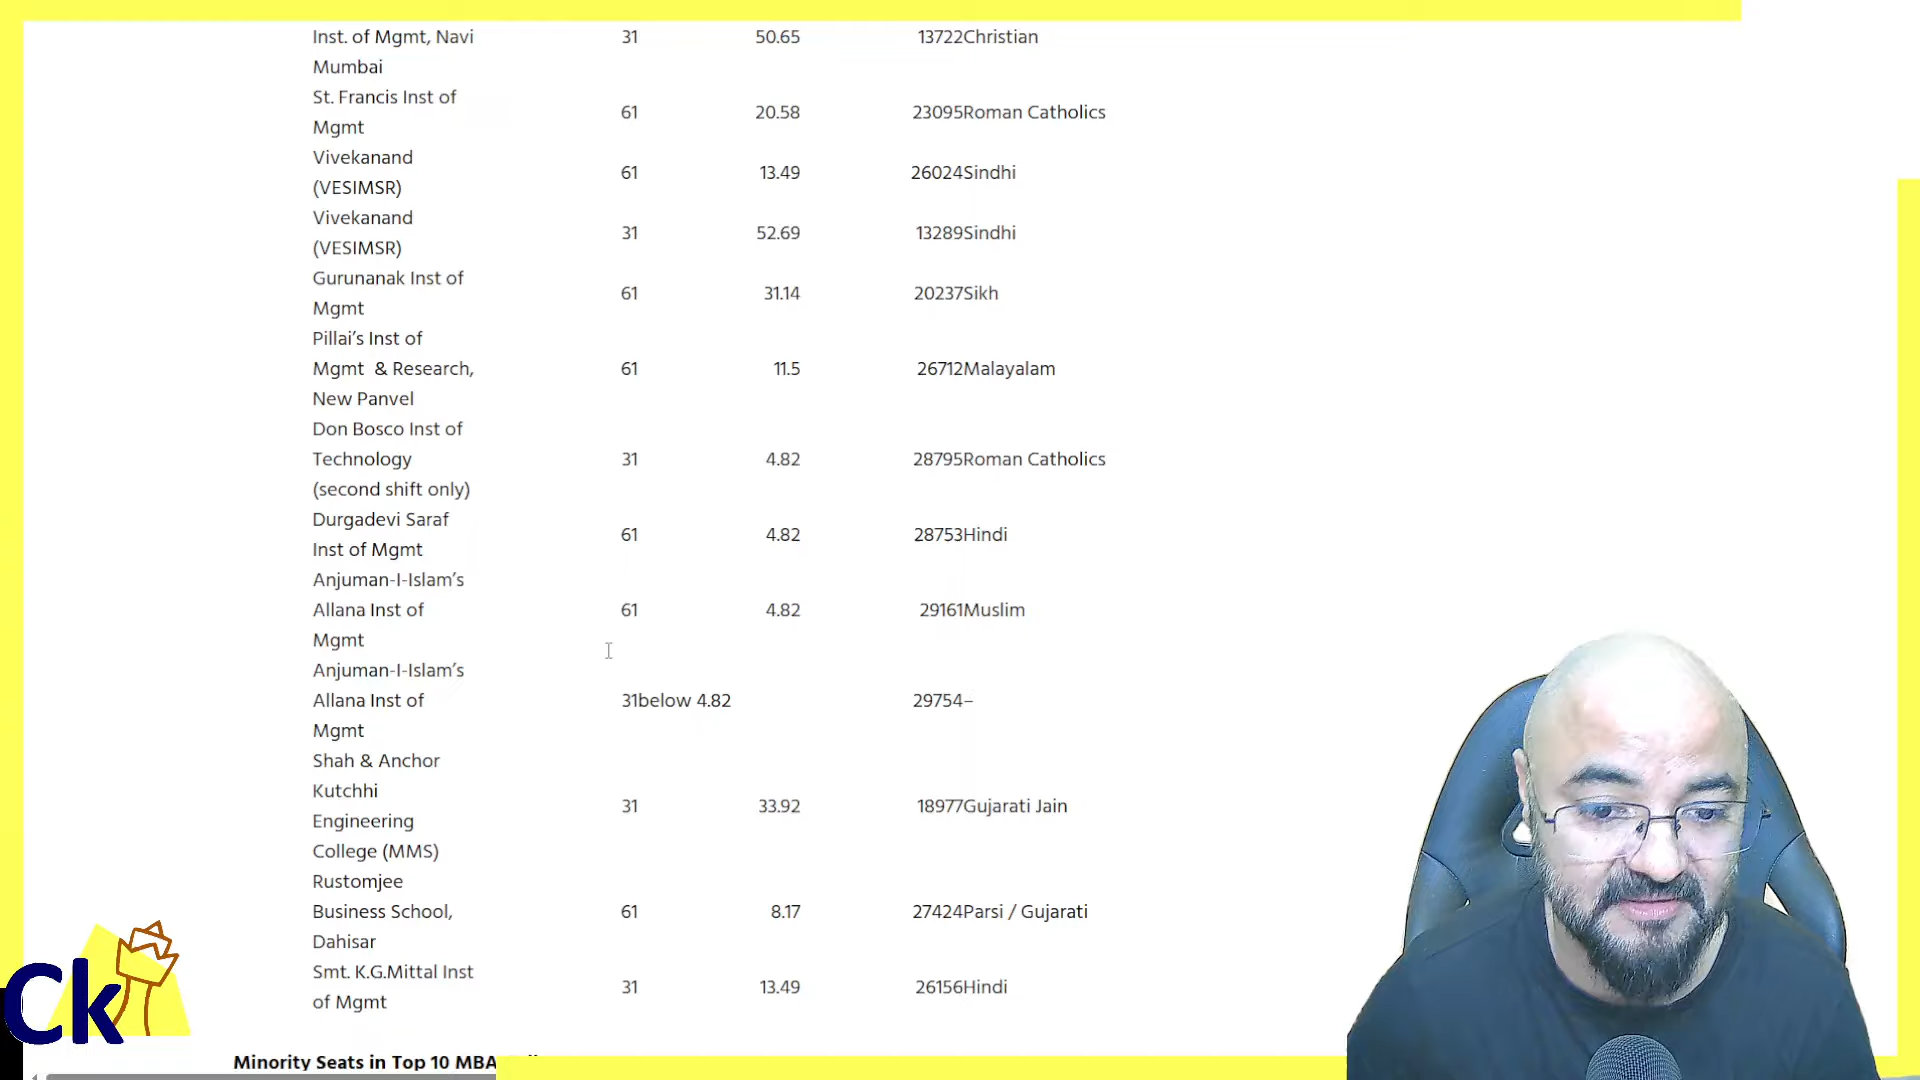 Inst. of Mgmt, Navi Mumbai 31 50.65 13722Christian
St. Francis Inst of Mgmt 61 20.58 23095Roman Catholics
Vivekanand (VESIMSR) 61 13.49 26024Sindhi
Vivekanand (VESIMSR) 31 52.69 13289Sindhi
Gurunanak Inst of Mgmt 61 31.14 20237Sikh
Pillai’s Inst of Mgmt & Research, New Panvel 61 11.5 26712Malayalam
Don Bosco Inst of Technology (second shift only) 31 4.82 28795Roman Catholics
Durgadevi Saraf Inst of Mgmt 61 4.82 28753Hindi
Anjuman-I-Islam’s Allana Inst of Mgmt 61 4.82 29161Muslim
Anjuman-I-Islam’s Allana Inst of Mgmt 31below 4.82 29754–
Shah & Anchor Kutchhi Engineering College (MMS) 31 33.92 18977Gujarati Jain
Rustomjee Business School, Dahisar 61 8.17 27424Parsi / Gujarati
Smt. K.G.Mittal Inst of Mgmt 31 13.49 26156Hindi
Minority Seats in Top 10 MBA
Ck